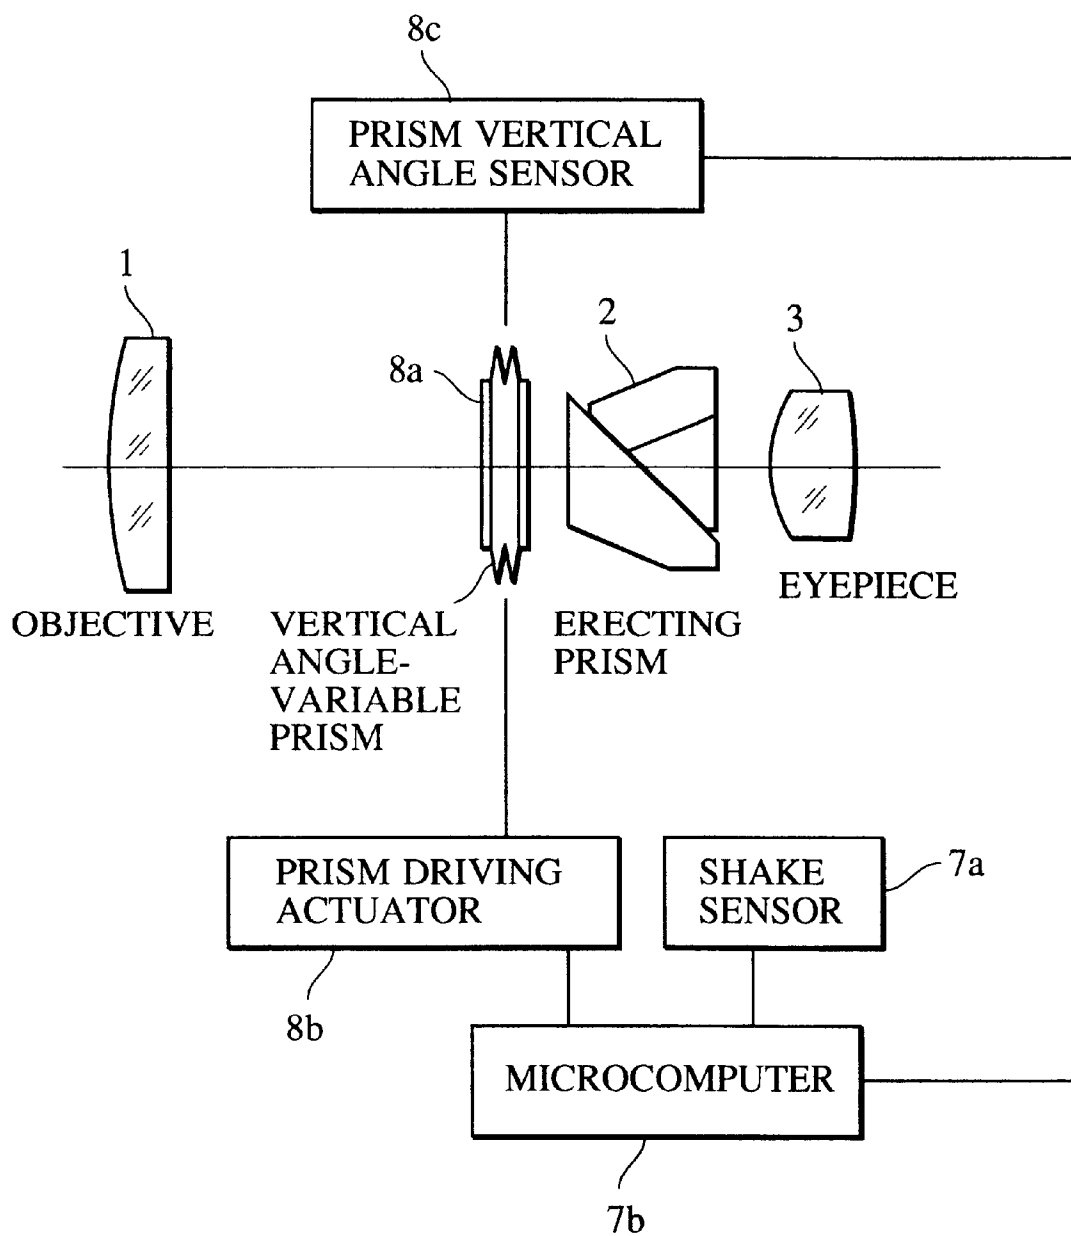 8c
PRISM VERTICAL
ANGLE SENSOR
1
2
3
8a
EYEPIECE
OBJECTIVE
VERTICAL
ANGLE-
VARIABLE
PRISM
ERECTING
PRISM
PRISM DRIVING
ACTUATOR
SHAKE
SENSOR
7a
8b
MICROCOMPUTER
7b